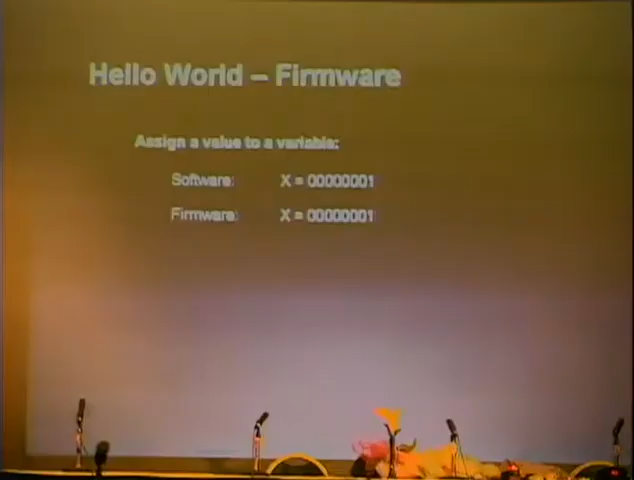 Hello World – Firmware
Assign a value to a variable:
Software: X = 00000001
Firmware: X = 00000001